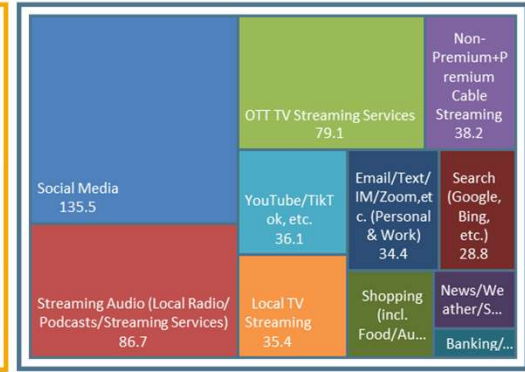 Social Media
135.5
Streaming Audio (Local Radio/
Podcasts/Streaming Services)
86.7
OTT TV Streaming Services
79.1
Non-
Premium+P
remium
Cable
Streaming
38.2
YouTube/TikT
ok, etc.
36.1
Local TV
Streaming
35.4
Email/Text/
IM/Zoom,et
c. (Personal
& Work)
34.4
Search
(Google,
Bing,
etc.)
28.8
Shopping
(incl.
Food/Au...
News/We
ather/S...
Banking/...